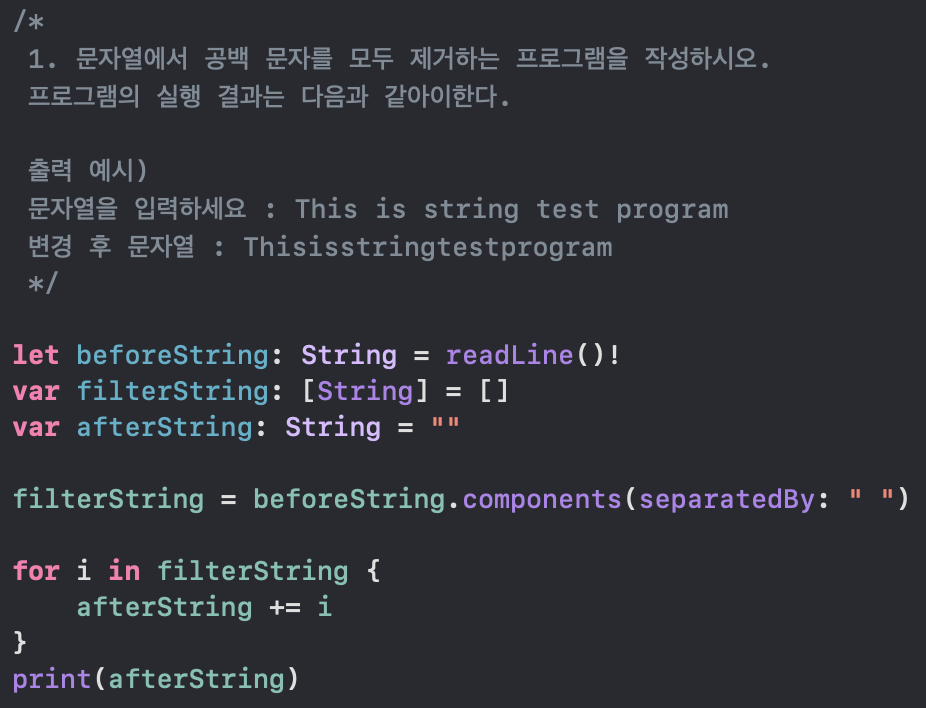 /*
 1. 문자열에서 공백 문자를 모두 제거하는 프로그램을 작성하시오.
 프로그램의 실행 결과는 다음과 같아이한다.

 출력 예시)
 문자열을 입력하세요 : This is string test program
 변경 후 문자열 : Thisisstringtestprogram
 */

let beforeString: String = readLine()!
var filterString: [String] = []
var afterString: String = ""

filterString = beforeString.components(separatedBy: " ")

for i in filterString {
    afterString += i
}
print(afterString)